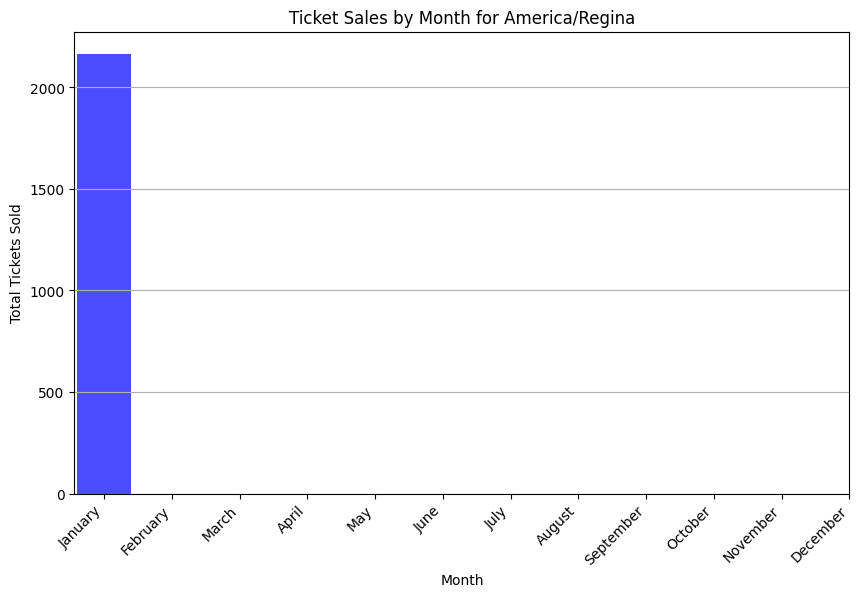 Ticket Sales by Month for America/Regina
Total Tickets Sold
2000
1500
1000
500
0
January
February
March
April
May
June
July
August
September
October
November
December
Month